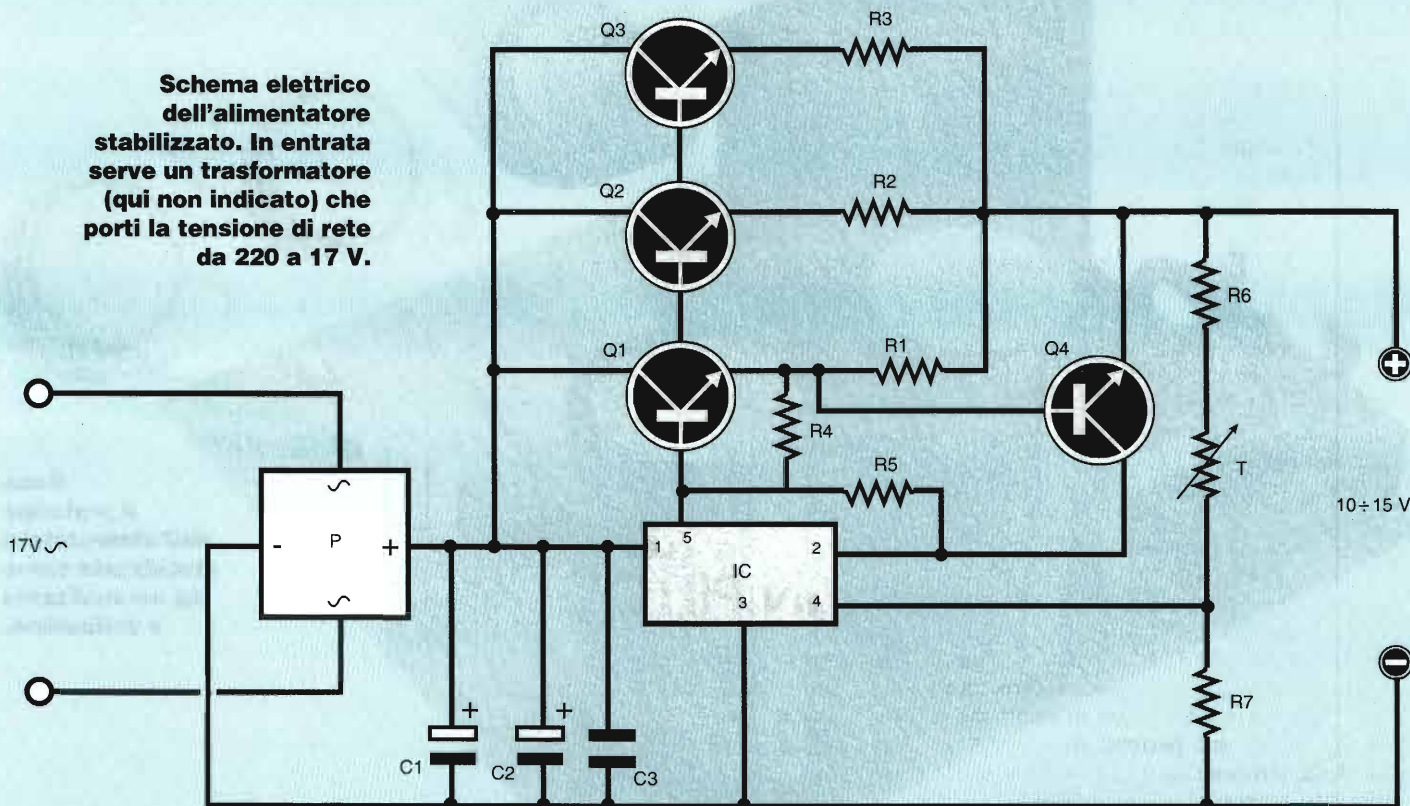 Schema elettrico
dell'alimentatore
stabilizzato. In entrata
serve un trasformatore
(qui non indicato) che
porti la tensione di rete
da 220 a 17 V.
Q3
R3
Q2
R2
Q1
R1
Q4
R6
R4
R5
T
10÷15 V
+
17V~
~
- P +
~
1
5
2
IC
3
4
-
R7
+
+
C1
C2
C3